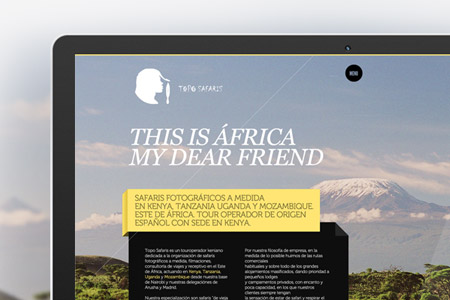 TOPO SAFARIS
MENU
THIS IS ÁFRICA
MY DEAR FRIEND
SAFARIS FOTOGRÁFICOS A MEDIDA
EN KENYA, TANZANIA UGANDA Y MOZAMBIQUE.
ESTE DE ÁFRICA. TOUR OPERADOR DE ORIGEN
ESPAÑOL CON SEDE EN KENYA.
Topo Safaris es un touroperador kenyano
dedicado a la organización de safaris
fotográficos a medida, filmaciones,
consultoría de viajes y receptivo en el Este
de África, actuando en Kenya, Tanzania,
Uganda y Mozambique desde nuestra base
de Nairobi y nuestras delegaciones de
Arusha y Madrid.
Nuestra especialización son safaris "de vieja
Por nuestra filosofía de empresa, en la
medida de lo posible huimos de las rutas
comerciales
habituales y sobre todo de los grandes
alojamientos masificados, dando prioridad a
pequeños lodges
y campamentos privados, con encanto y
poca capacidad, en los que nuestros
clientes siempre tengan
la sensación de estar de safari y respirar el